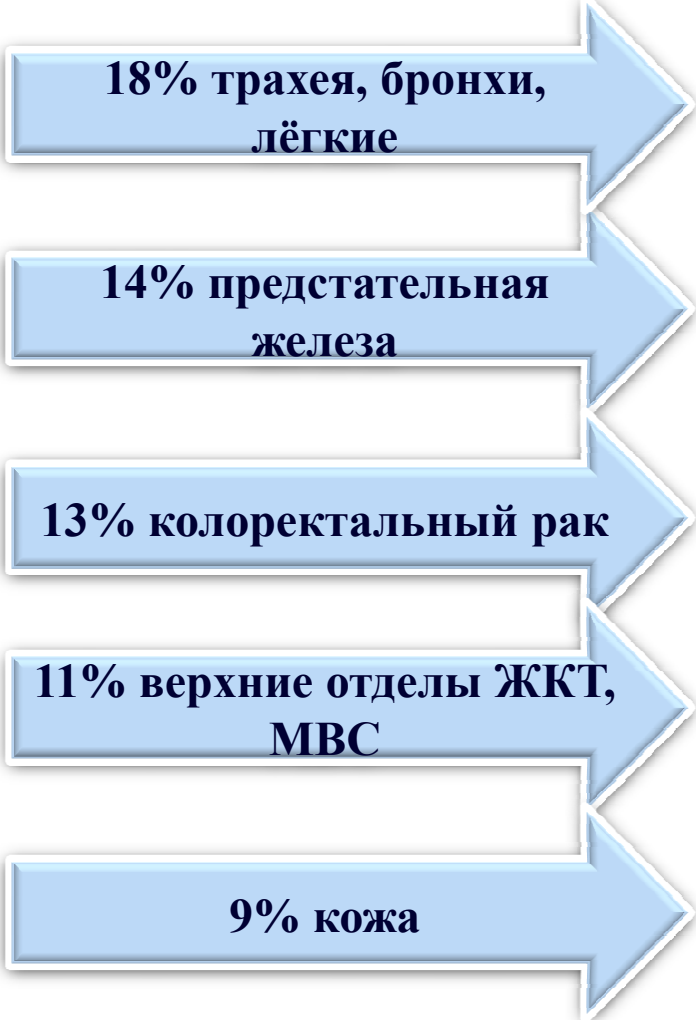 18% трахея, бронхи,
лёгкие
14% предстательная
железа
13% колоректальный рак
11% верхние отделы ЖКТ,
МВС
9% кожа